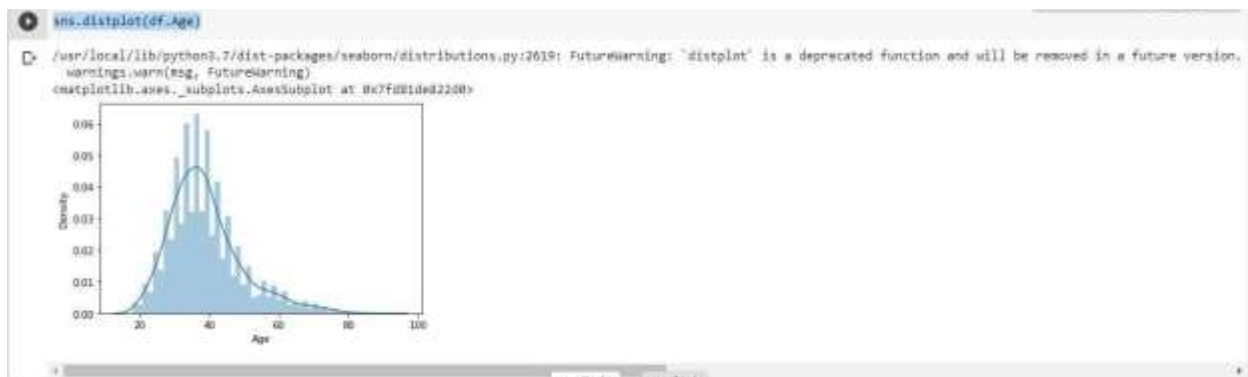 sns.distplot(df.Age)
/usr/local/lib/python3.7/dist-packages/seaborn/distributions.py:2619: FutureWarning: `distplot` is a deprecated function and will be removed in a future version.
warnings.warn(msg, FutureWarning)
<matplotlib.axes._subplots.AxesSubplot at 0x7fd81de822d0>
0.06
0.05
0.04
0.03
0.02
0.01
0.00
Density
20
40
60
80
100
Age